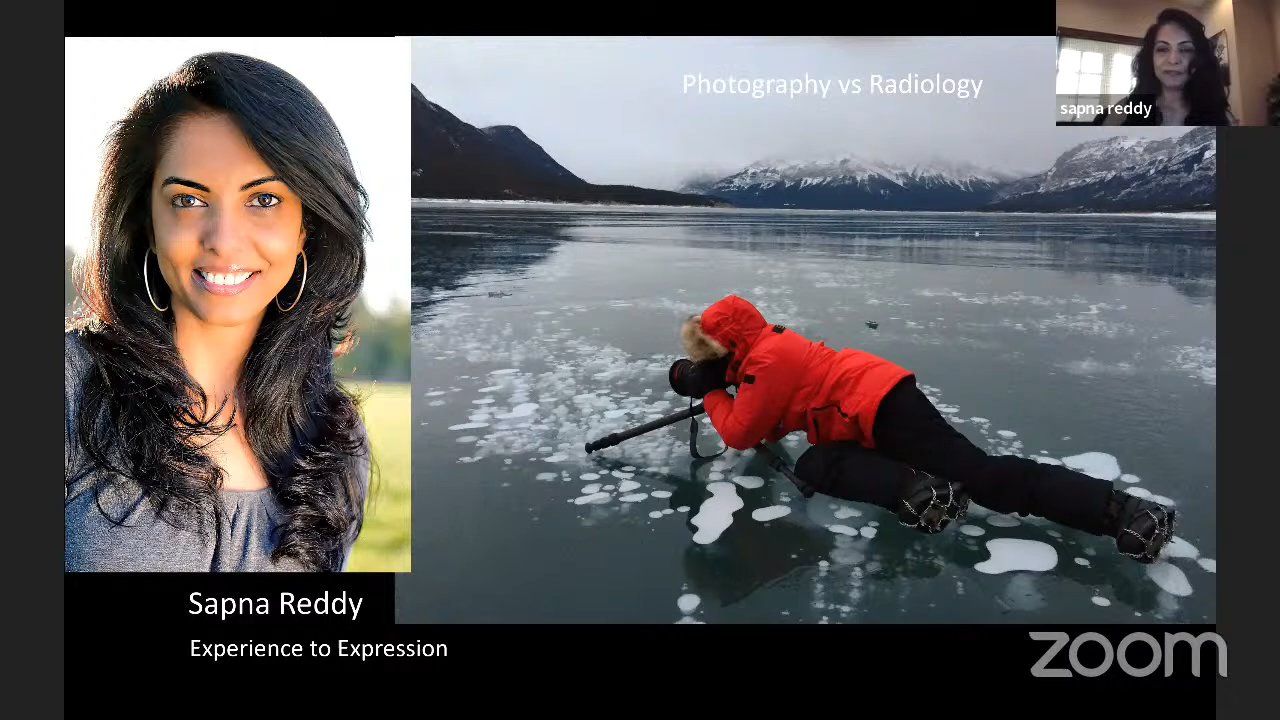 Photography vs Radiology
sapna reddy
Sapna Reddy
Experience to Expression
zoom